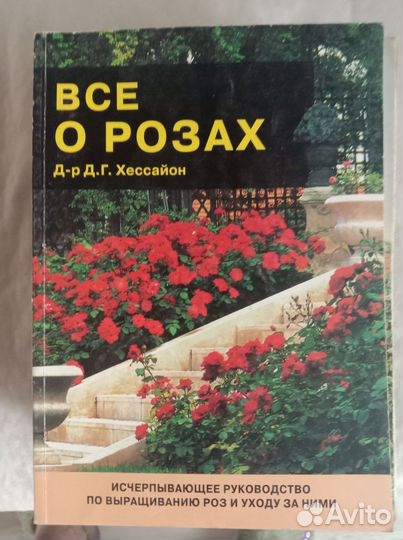 ВСЕ
О РОЗАХ
Д-р Д.Г. Хессайон
ИСЧЕРПЫВАЮЩЕЕ РУКОВОДСТВО
ПО ВЫРАЩИВАНИЮ РОЗ И УХОДУ ЗА НИМИ
Avito